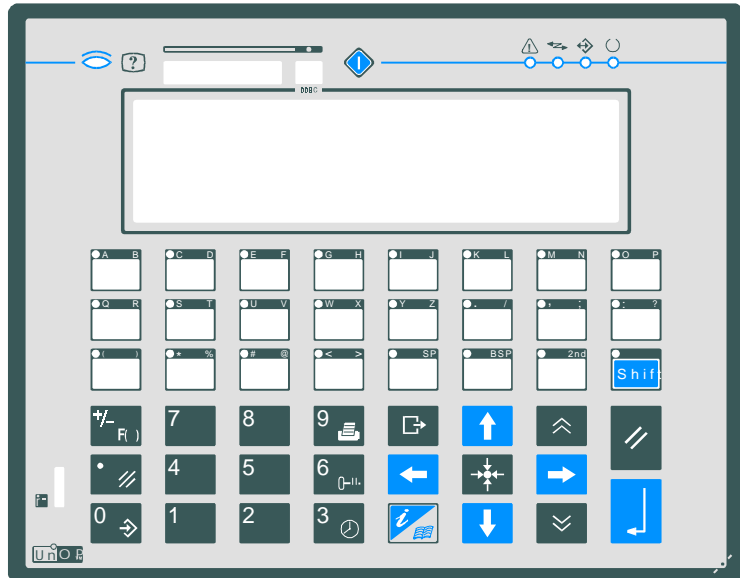 ?
A B C D E F G H I J K L M N O P
Q R S T U V W X Y Z . / , ; : ?
( ) * % # @ < > SP BSP 2nd
Shift
+/- F( ) 7 8 9
. 4 5 6
0 1 2 3 i